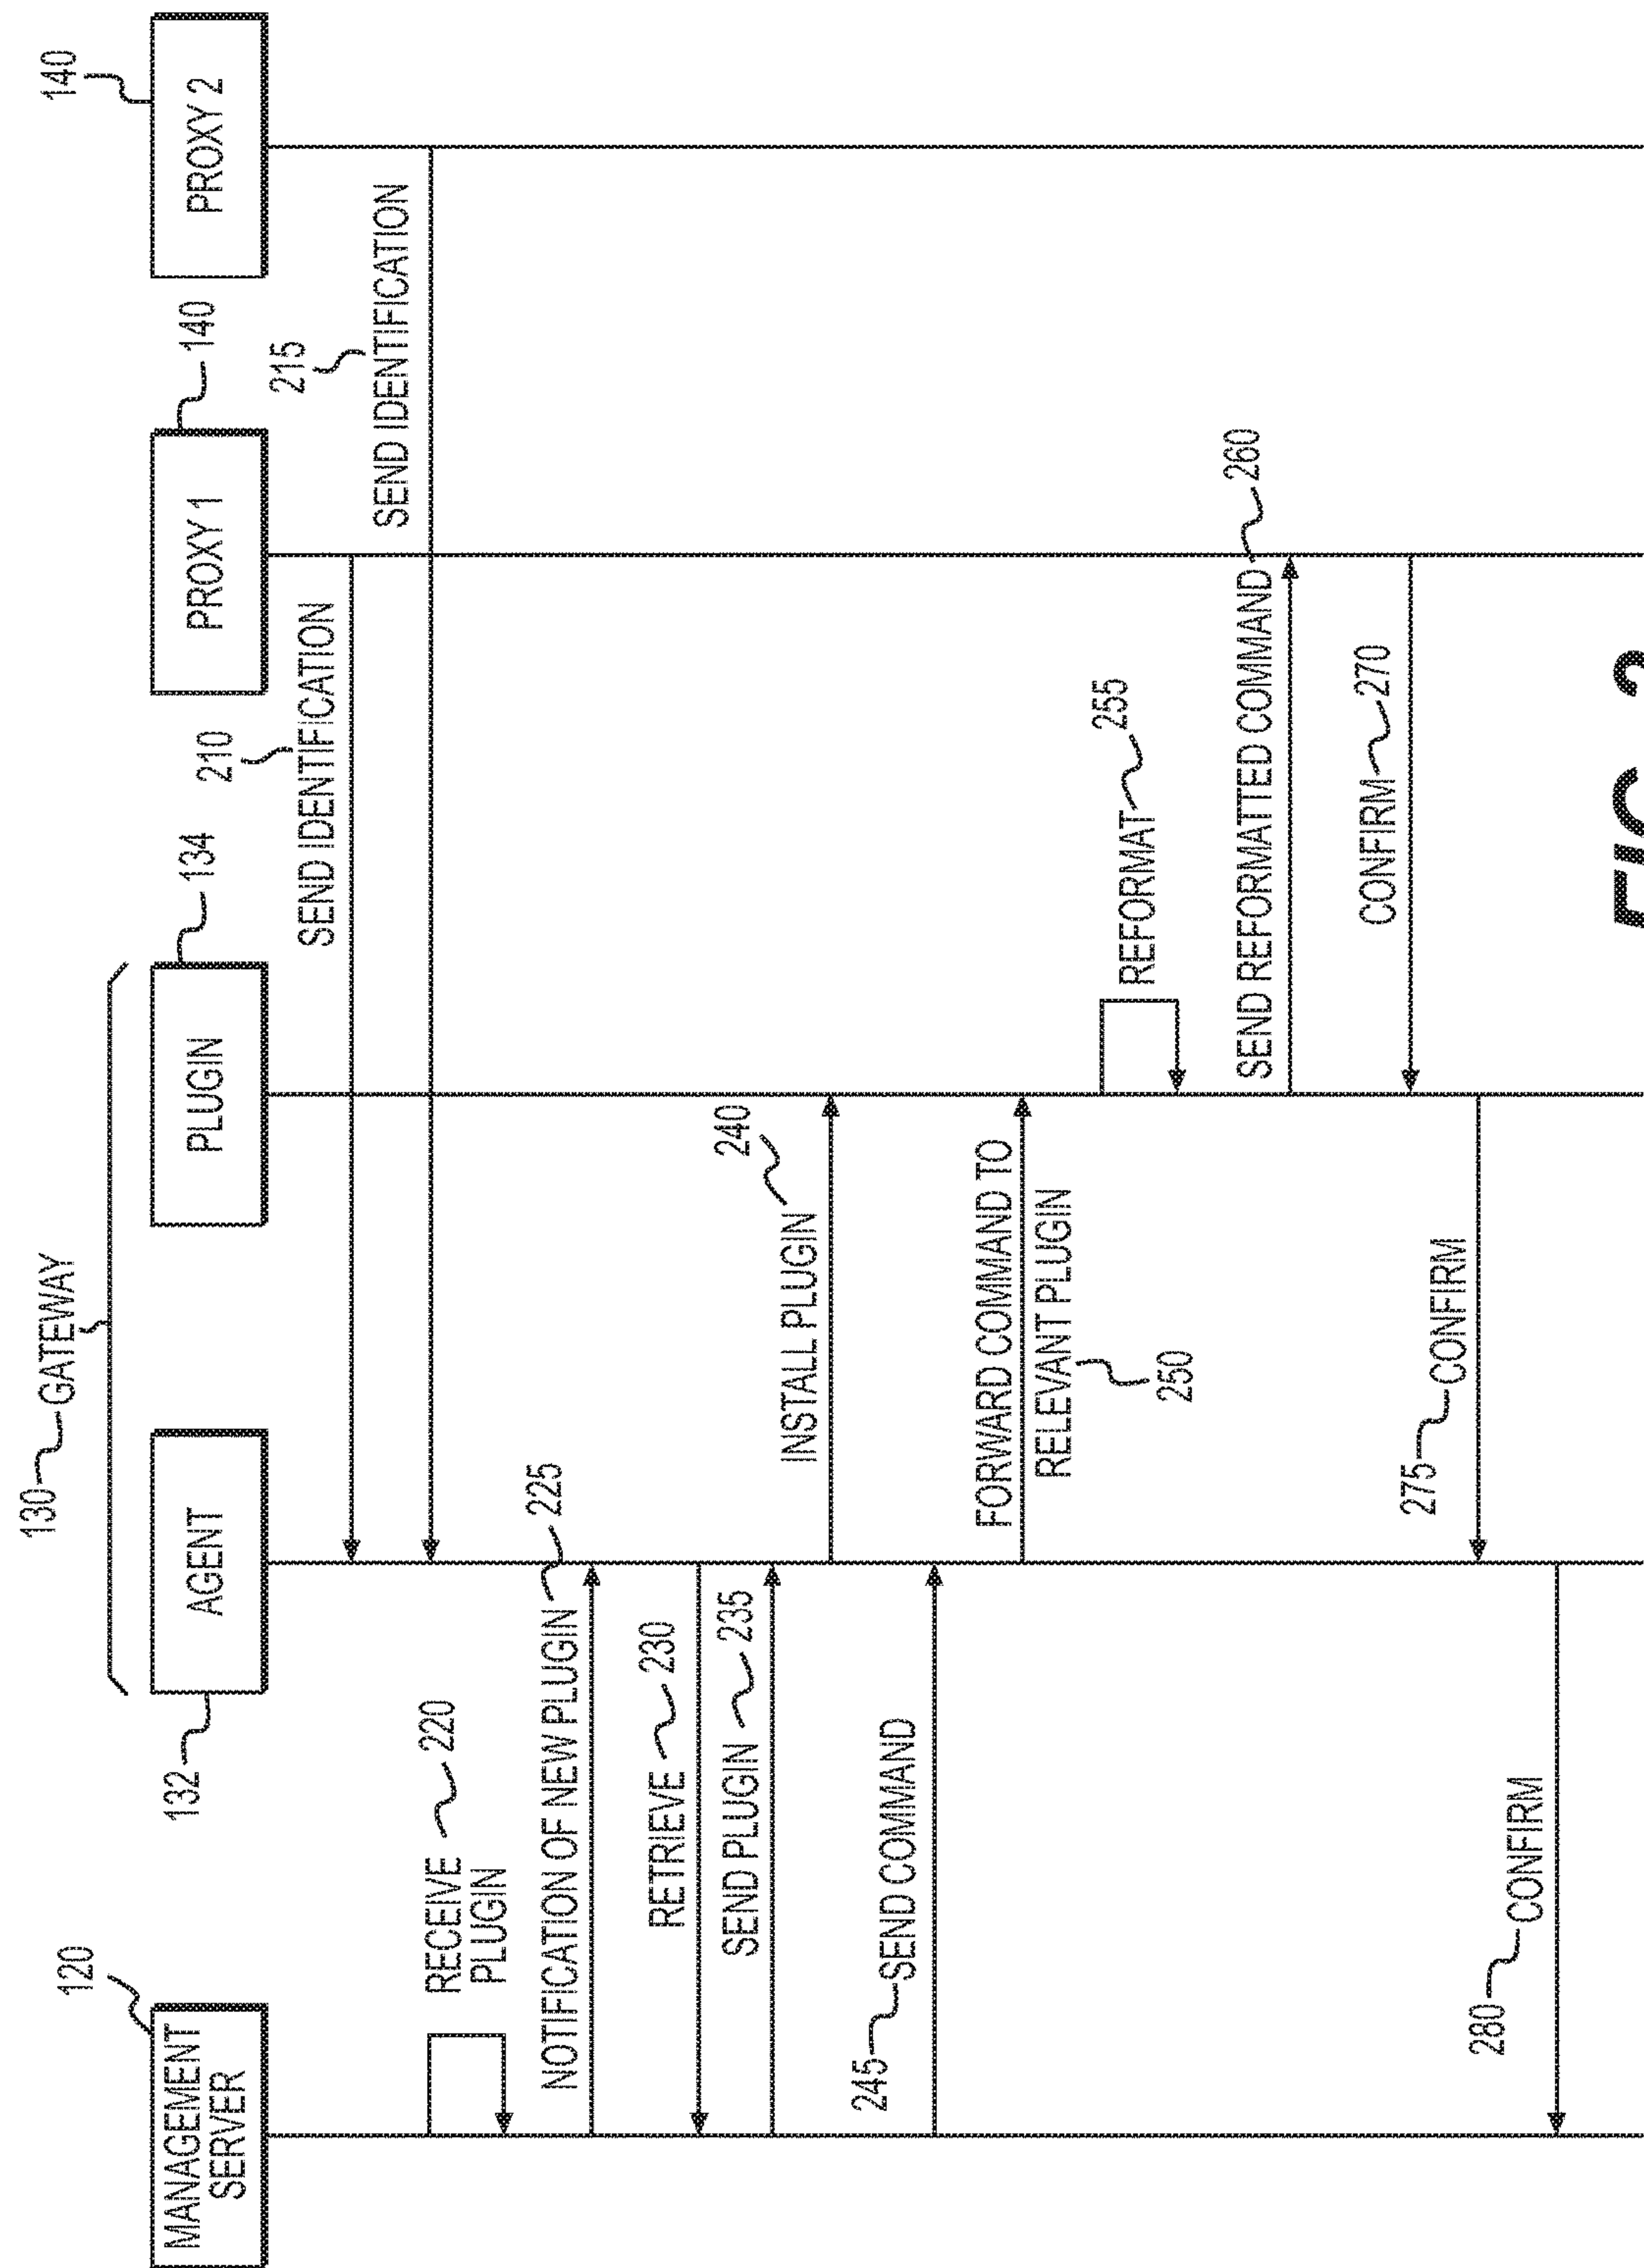 130 GATEWAY
120
132
134
140
140
MANAGEMENT
SERVER
AGENT
PLUGIN
PROXY 1
PROXY 2
210
SEND IDENTIFICATION
215
SEND IDENTIFICATION
RECEIVE 220
PLUGIN
NOTIFICATION OF NEW PLUGIN 225
RETRIEVE 230
SEND PLUGIN 235
240
INSTALL PLUGIN
245 SEND COMMAND
FORWARD COMMAND TO
RELEVANT PLUGIN
250
REFORMAT 255
SEND REFORMATTED COMMAND 260
CONFIRM 270
275 CONFIRM
280 CONFIRM